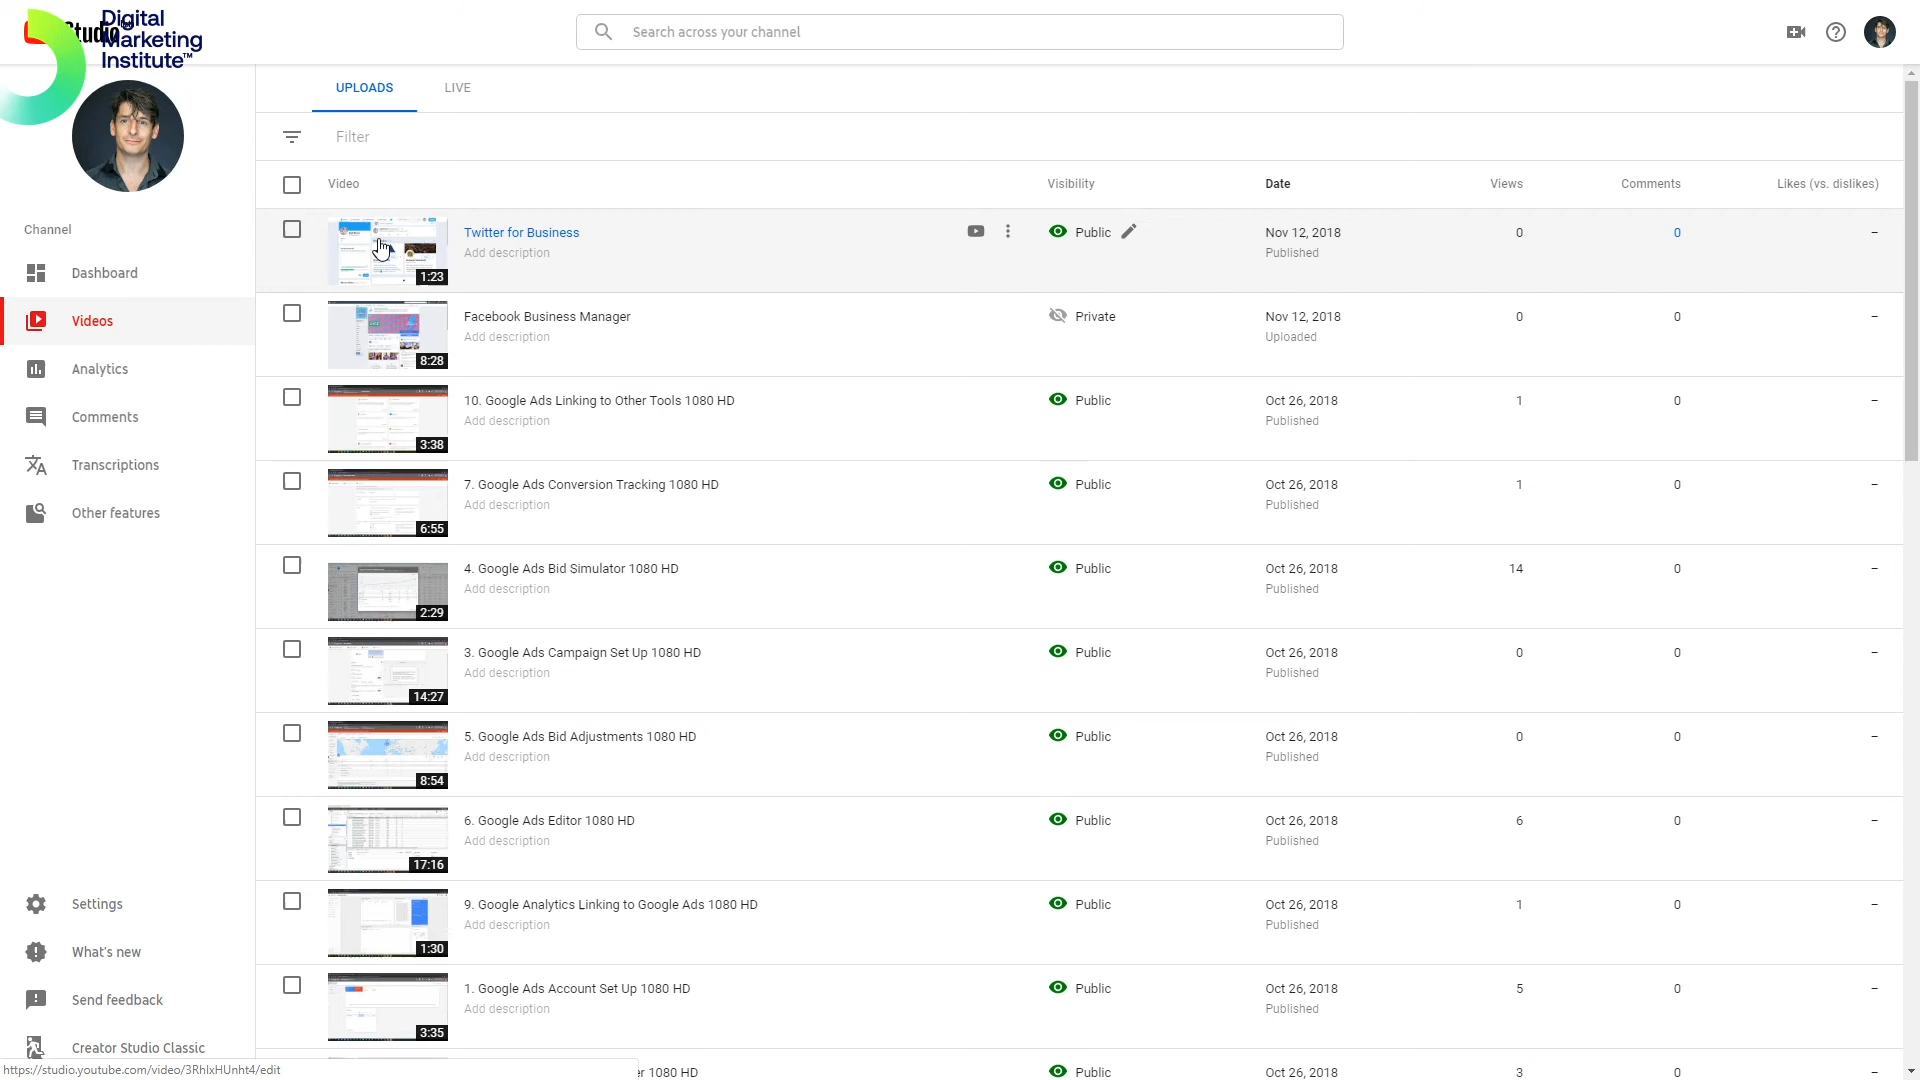 Studio
Digital
Marketing
Institute™
Search across your channel
UPLOADS
LIVE
Filter
Video
Visibility
Date
Views
Comments
Likes (vs. dislikes)
Channel
Dashboard
Videos
Analytics
Comments
Transcriptions
Other features
Settings
What's new
Send feedback
Creator Studio Classic
Twitter for Business
Public
Nov 12, 2018
0
0
–
Add description
Published
1:23
Facebook Business Manager
Private
Nov 12, 2018
0
0
–
Add description
Uploaded
8:28
10. Google Ads Linking to Other Tools 1080 HD
Public
Oct 26, 2018
1
0
–
Add description
Published
3:38
7. Google Ads Conversion Tracking 1080 HD
Public
Oct 26, 2018
1
0
–
Add description
Published
6:55
4. Google Ads Bid Simulator 1080 HD
Public
Oct 26, 2018
14
0
–
Add description
Published
2:29
3. Google Ads Campaign Set Up 1080 HD
Public
Oct 26, 2018
0
0
–
Add description
Published
14:27
5. Google Ads Bid Adjustments 1080 HD
Public
Oct 26, 2018
0
0
–
Add description
Published
8:54
6. Google Ads Editor 1080 HD
Public
Oct 26, 2018
6
0
–
Add description
Published
17:16
9. Google Analytics Linking to Google Ads 1080 HD
Public
Oct 26, 2018
1
0
–
Add description
Published
1:30
1. Google Ads Account Set Up 1080 HD
Public
Oct 26, 2018
5
0
–
Add description
Published
3:35
er 1080 HD
Public
Oct 26, 2018
3
0
–
https://studio.youtube.com/video/3RhlxHUnht4/edit